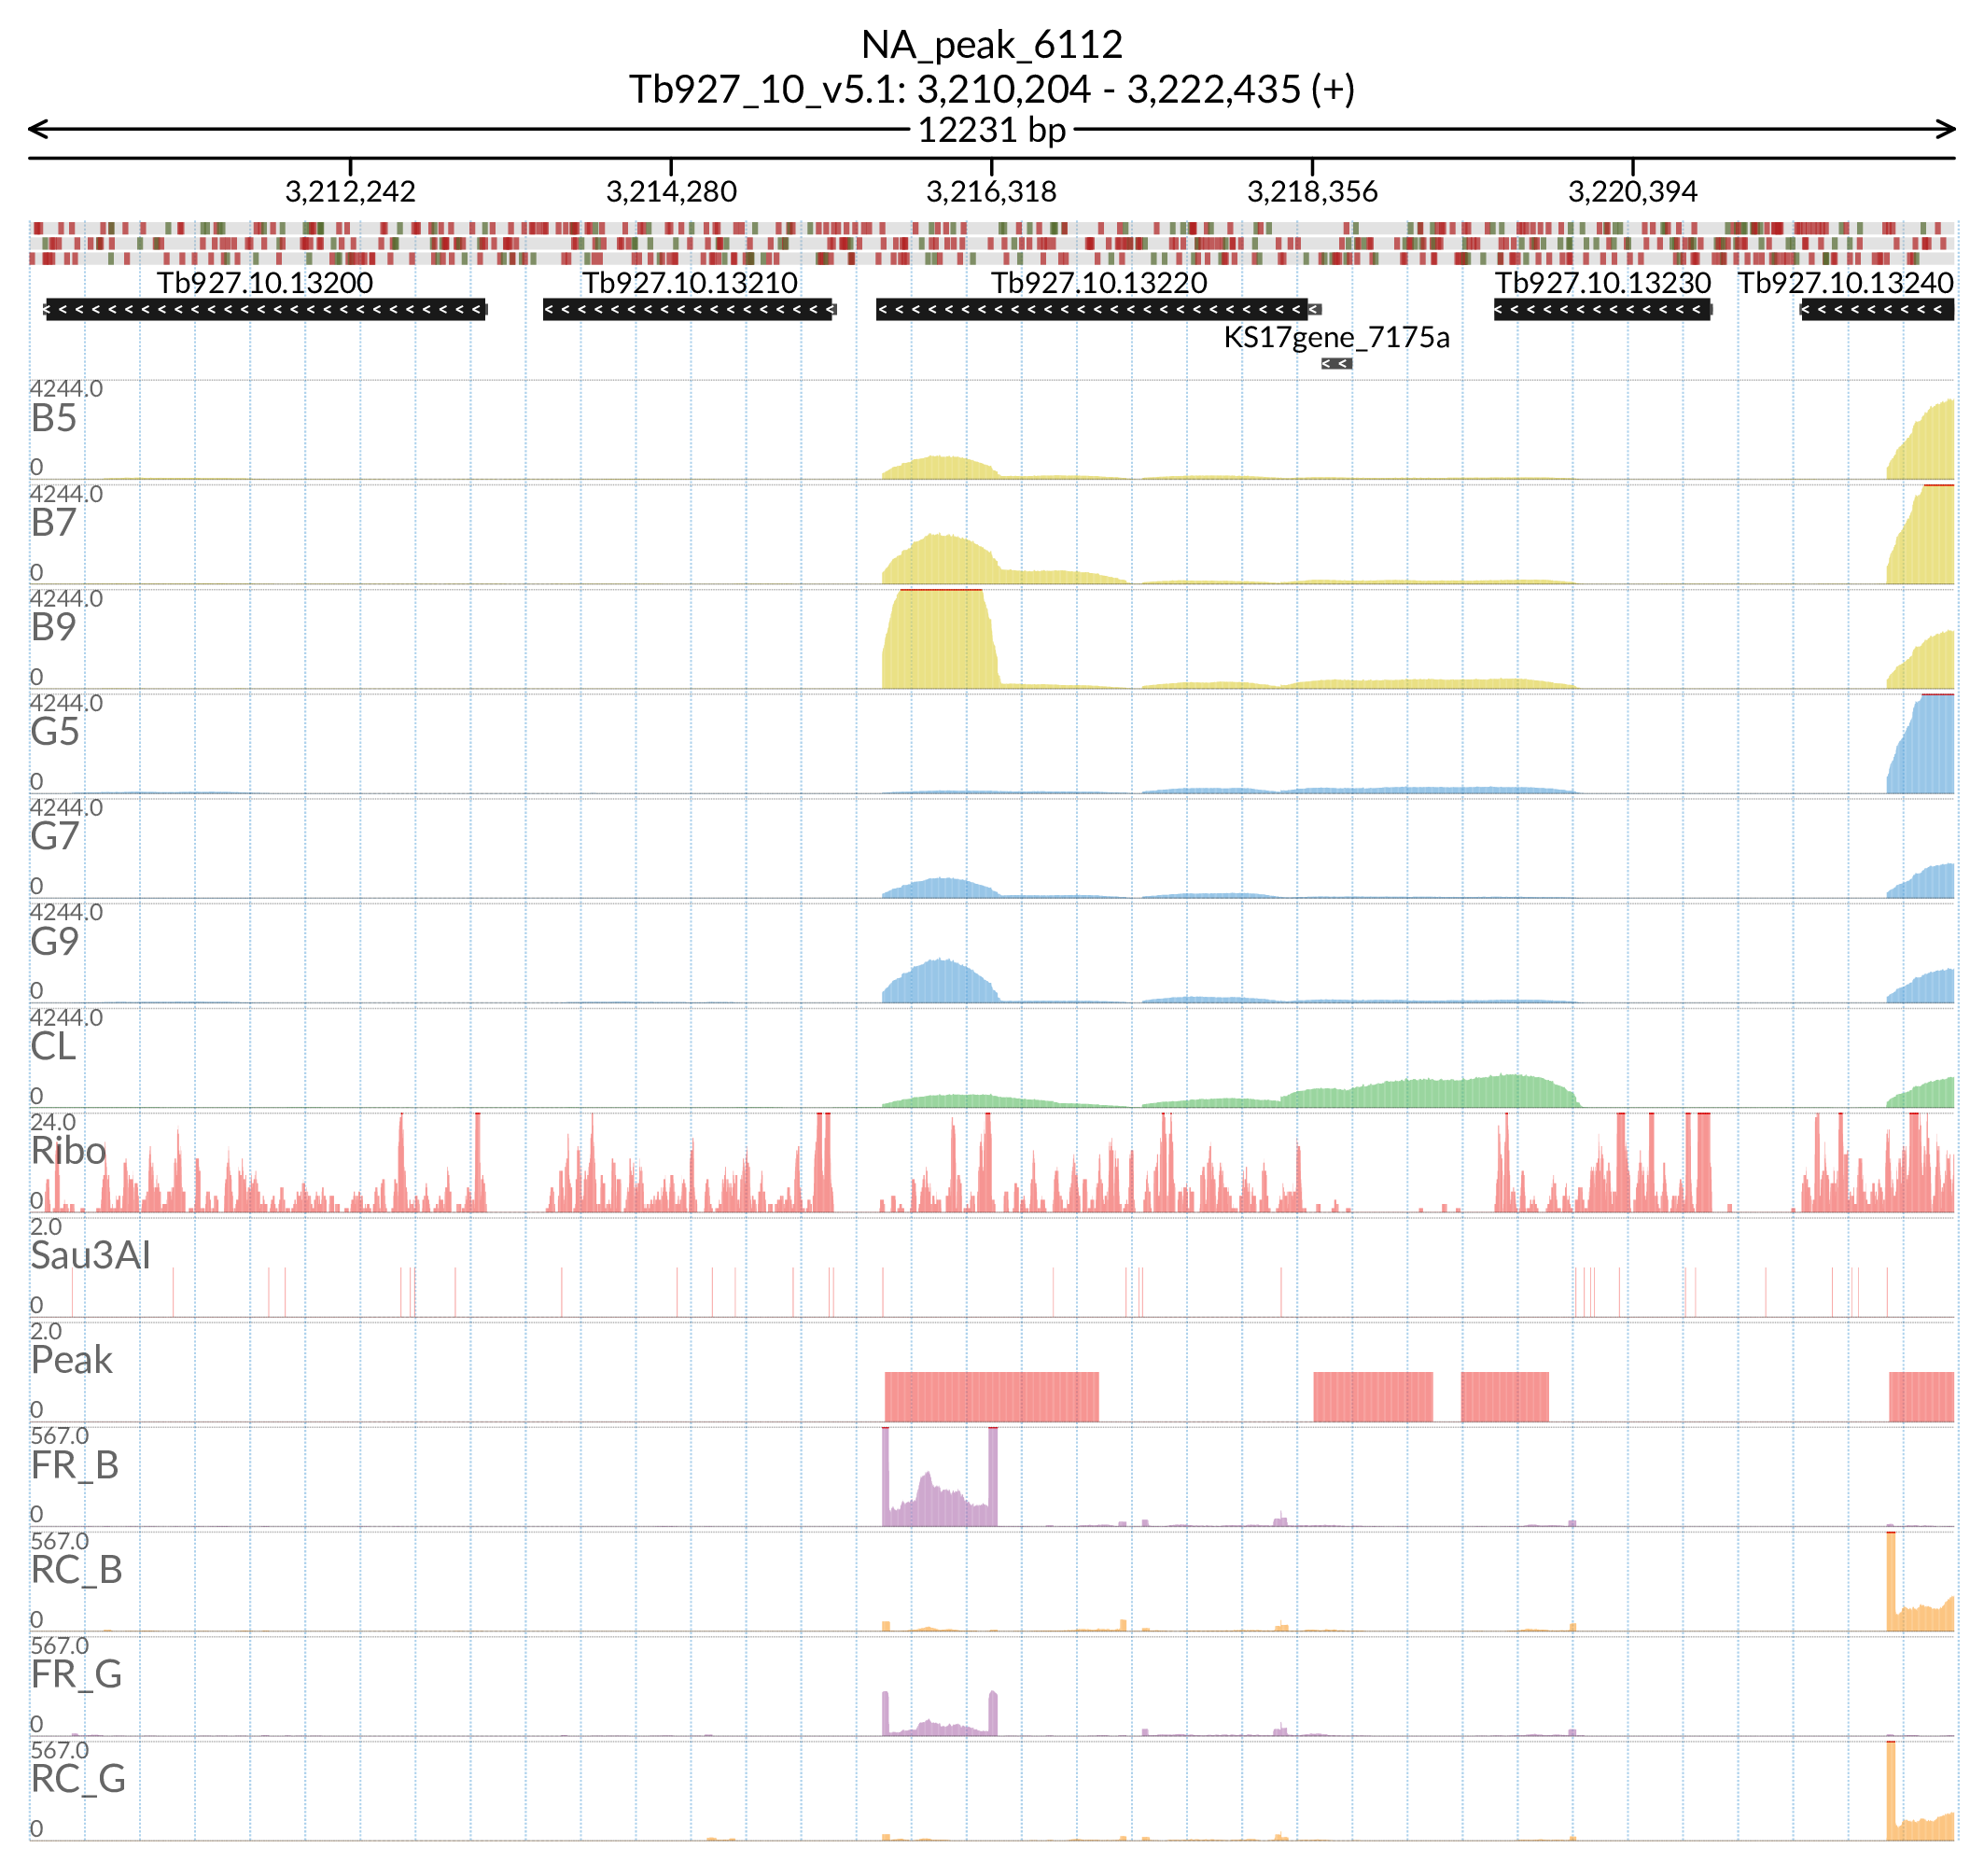 NA_peak_6112
Tb927_10_v5.1: 3,210,204 - 3,222,435 (+)
12231 bp
3,212,242 3,214,280 3,216,318 3,218,356 3,220,394
Tb927.10.13200 Tb927.10.13210 Tb927.10.13220 Tb927.10.13230 Tb927.10.13240
KS17gene_7175a
4244.0
B5
0
4244.0
B7
0
4244.0
B9
0
4244.0
G5
0
4244.0
G7
0
4244.0
G9
0
4244.0
CL
0
24.0
Ribo
0
2.0
Sau3AI
0
2.0
Peak
0
567.0
FR_B
0
567.0
RC_B
0
567.0
FR_G
0
567.0
RC_G
0